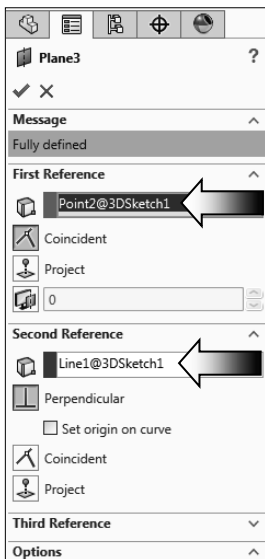 Plane3 ?
Message
Fully defined
First Reference
Point2@3DSketch1
Coincident
Project
0
Second Reference
Line1@3DSketch1
Perpendicular
Set origin on curve
Coincident
Project
Third Reference
Options